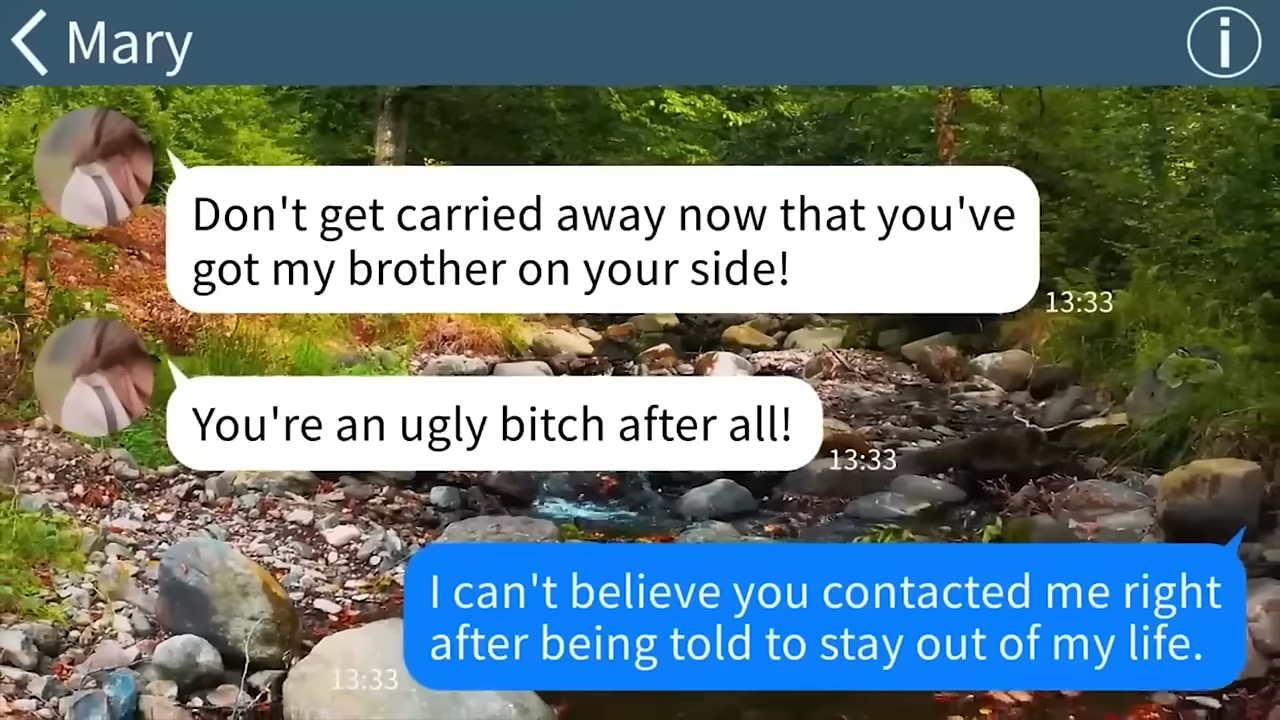 Mary
Don't get carried away now that you've
got my brother on your side!
13:33
You're an ugly bitch after all!
13:33
I can't believe you contacted me right
after being told to stay out of my life.
13:33